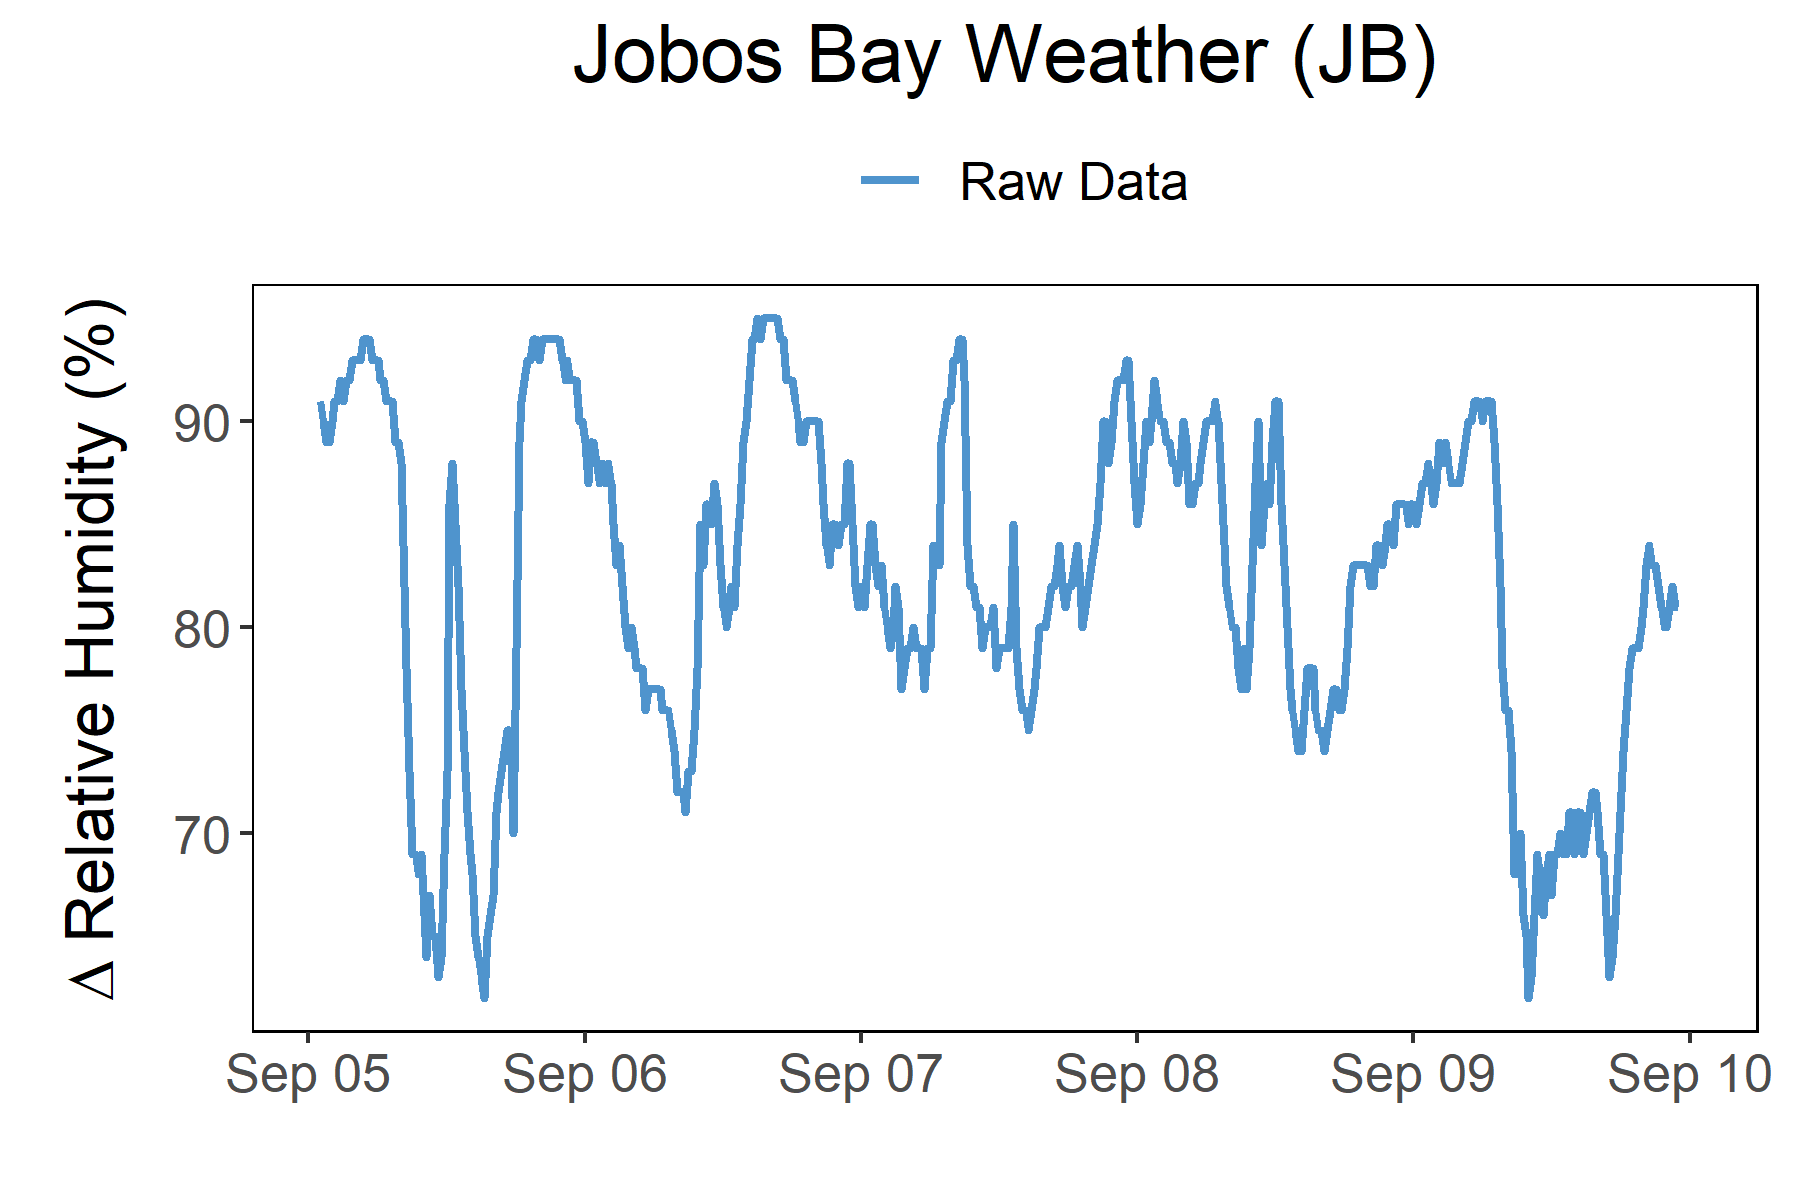 Jobos Bay Weather (JB)
Raw Data
Δ Relative Humidity (%)
90
80
70
Sep 05 Sep 06 Sep 07 Sep 08 Sep 09 Sep 10